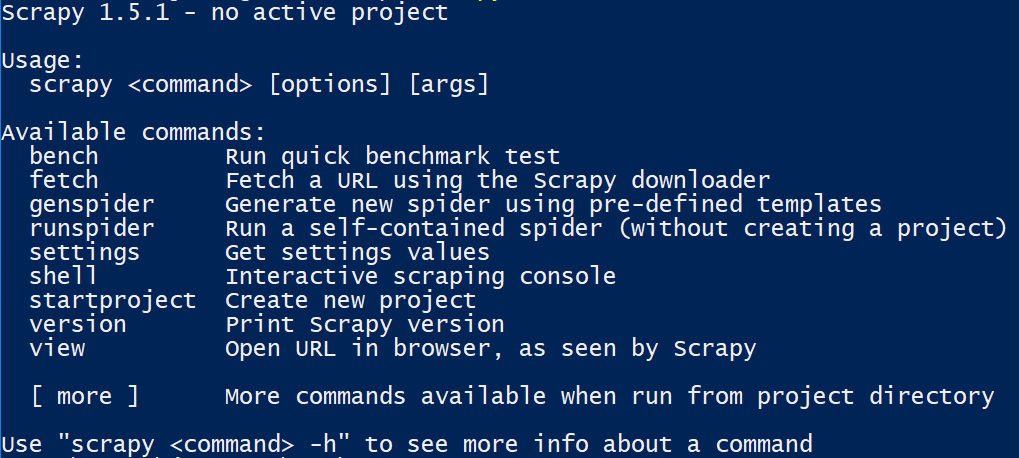 Scrapy 1.5.1 - no active project
Usage:
scrapy <command> [options] [args]
Available commands:
bench Run quick benchmark test
fetch Fetch a URL using the Scrapy downloader
genspider Generate new spider using pre-defined templates
runspider Run a self-contained spider (without creating a project)
settings Get settings values
shell Interactive scraping console
startproject Create new project
version Print Scrapy version
view Open URL in browser, as seen by Scrapy
[ more ] More commands available when run from project directory
Use "scrapy <command> -h" to see more info about a command